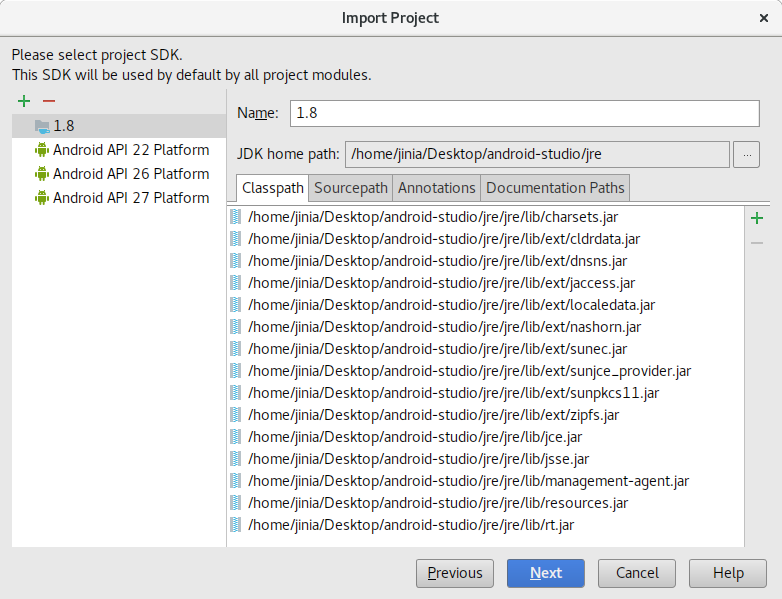 Import Project
Please select project SDK.
This SDK will be used by default by all project modules.
1.8
Android API 22 Platform
Android API 26 Platform
Android API 27 Platform
Name: 1.8
JDK home path: /home/jinia/Desktop/android-studio/jre ...
Classpath Sourcepath Annotations Documentation Paths
/home/jinia/Desktop/android-studio/jre/jre/lib/charsets.jar
/home/jinia/Desktop/android-studio/jre/jre/lib/ext/cldrdata.jar
/home/jinia/Desktop/android-studio/jre/jre/lib/ext/dnsns.jar
/home/jinia/Desktop/android-studio/jre/jre/lib/ext/jaccess.jar
/home/jinia/Desktop/android-studio/jre/jre/lib/ext/localedata.jar
/home/jinia/Desktop/android-studio/jre/jre/lib/ext/nashorn.jar
/home/jinia/Desktop/android-studio/jre/jre/lib/ext/sunec.jar
/home/jinia/Desktop/android-studio/jre/jre/lib/ext/sunjce_provider.jar
/home/jinia/Desktop/android-studio/jre/jre/lib/ext/sunpkcs11.jar
/home/jinia/Desktop/android-studio/jre/jre/lib/ext/zipfs.jar
/home/jinia/Desktop/android-studio/jre/jre/lib/jce.jar
/home/jinia/Desktop/android-studio/jre/jre/lib/jsse.jar
/home/jinia/Desktop/android-studio/jre/jre/lib/management-agent.jar
/home/jinia/Desktop/android-studio/jre/jre/lib/resources.jar
/home/jinia/Desktop/android-studio/jre/jre/lib/rt.jar
Previous Next Cancel Help